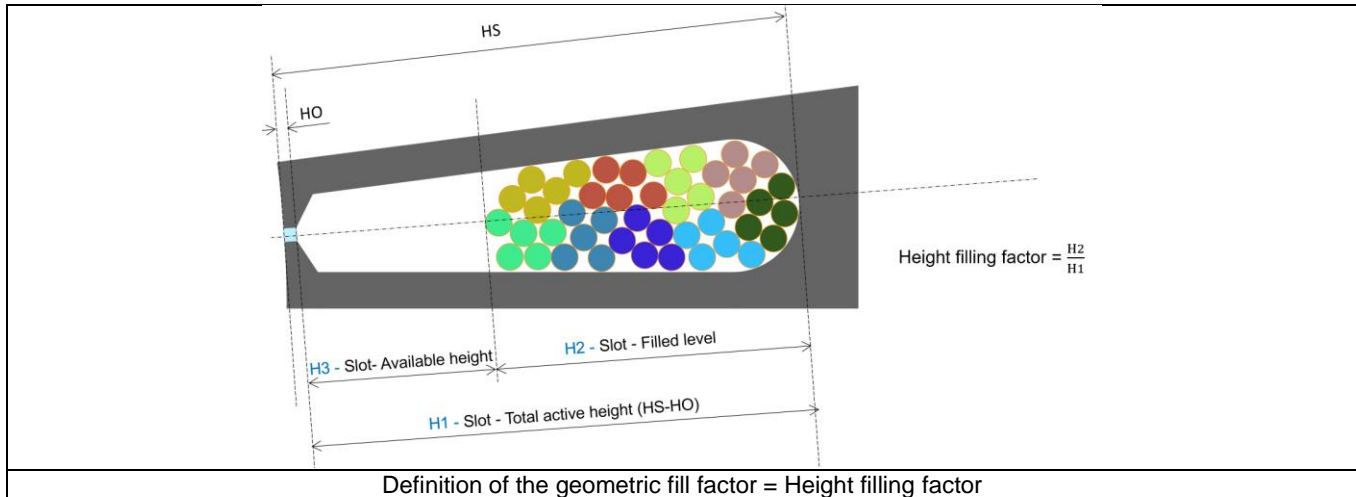 HS
HO
Height filling factor = H2/H1
H3 - Slot- Available height
H2 - Slot - Filled level
H1 - Slot - Total active height (HS-HO)
Definition of the geometric fill factor = Height filling factor